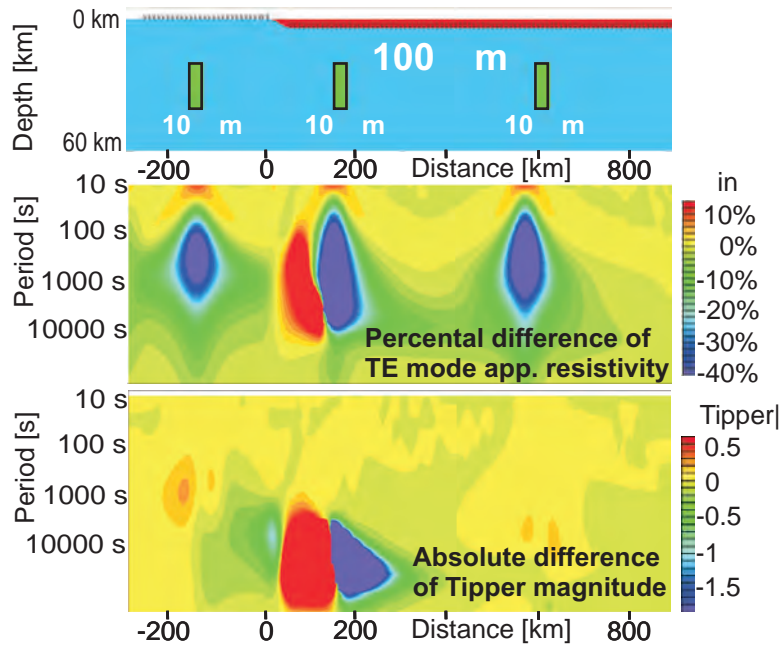 0 km
Depth [km]
100 m
10 m
10 m
10 m
60 km
-200
0
200
Distance [km]
800
Period [s]
10 s
100 s
1000 s
10000 s
Percental difference of
TE mode app. resistivity
in
10%
0%
-10%
-20%
-30%
-40%
Period [s]
10 s
100 s
1000 s
10000 s
Absolute difference
of Tipper magnitude
Tipper|
0.5
0
-0.5
-1
-1.5
-200
0
200
Distance [km]
800